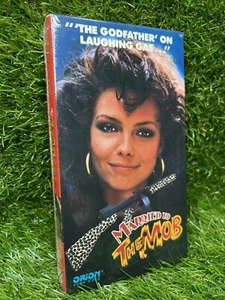 "'THE GODFATHER' ON
LAUGHING GAS..."
MARRIED TO
THE MOB
ORION